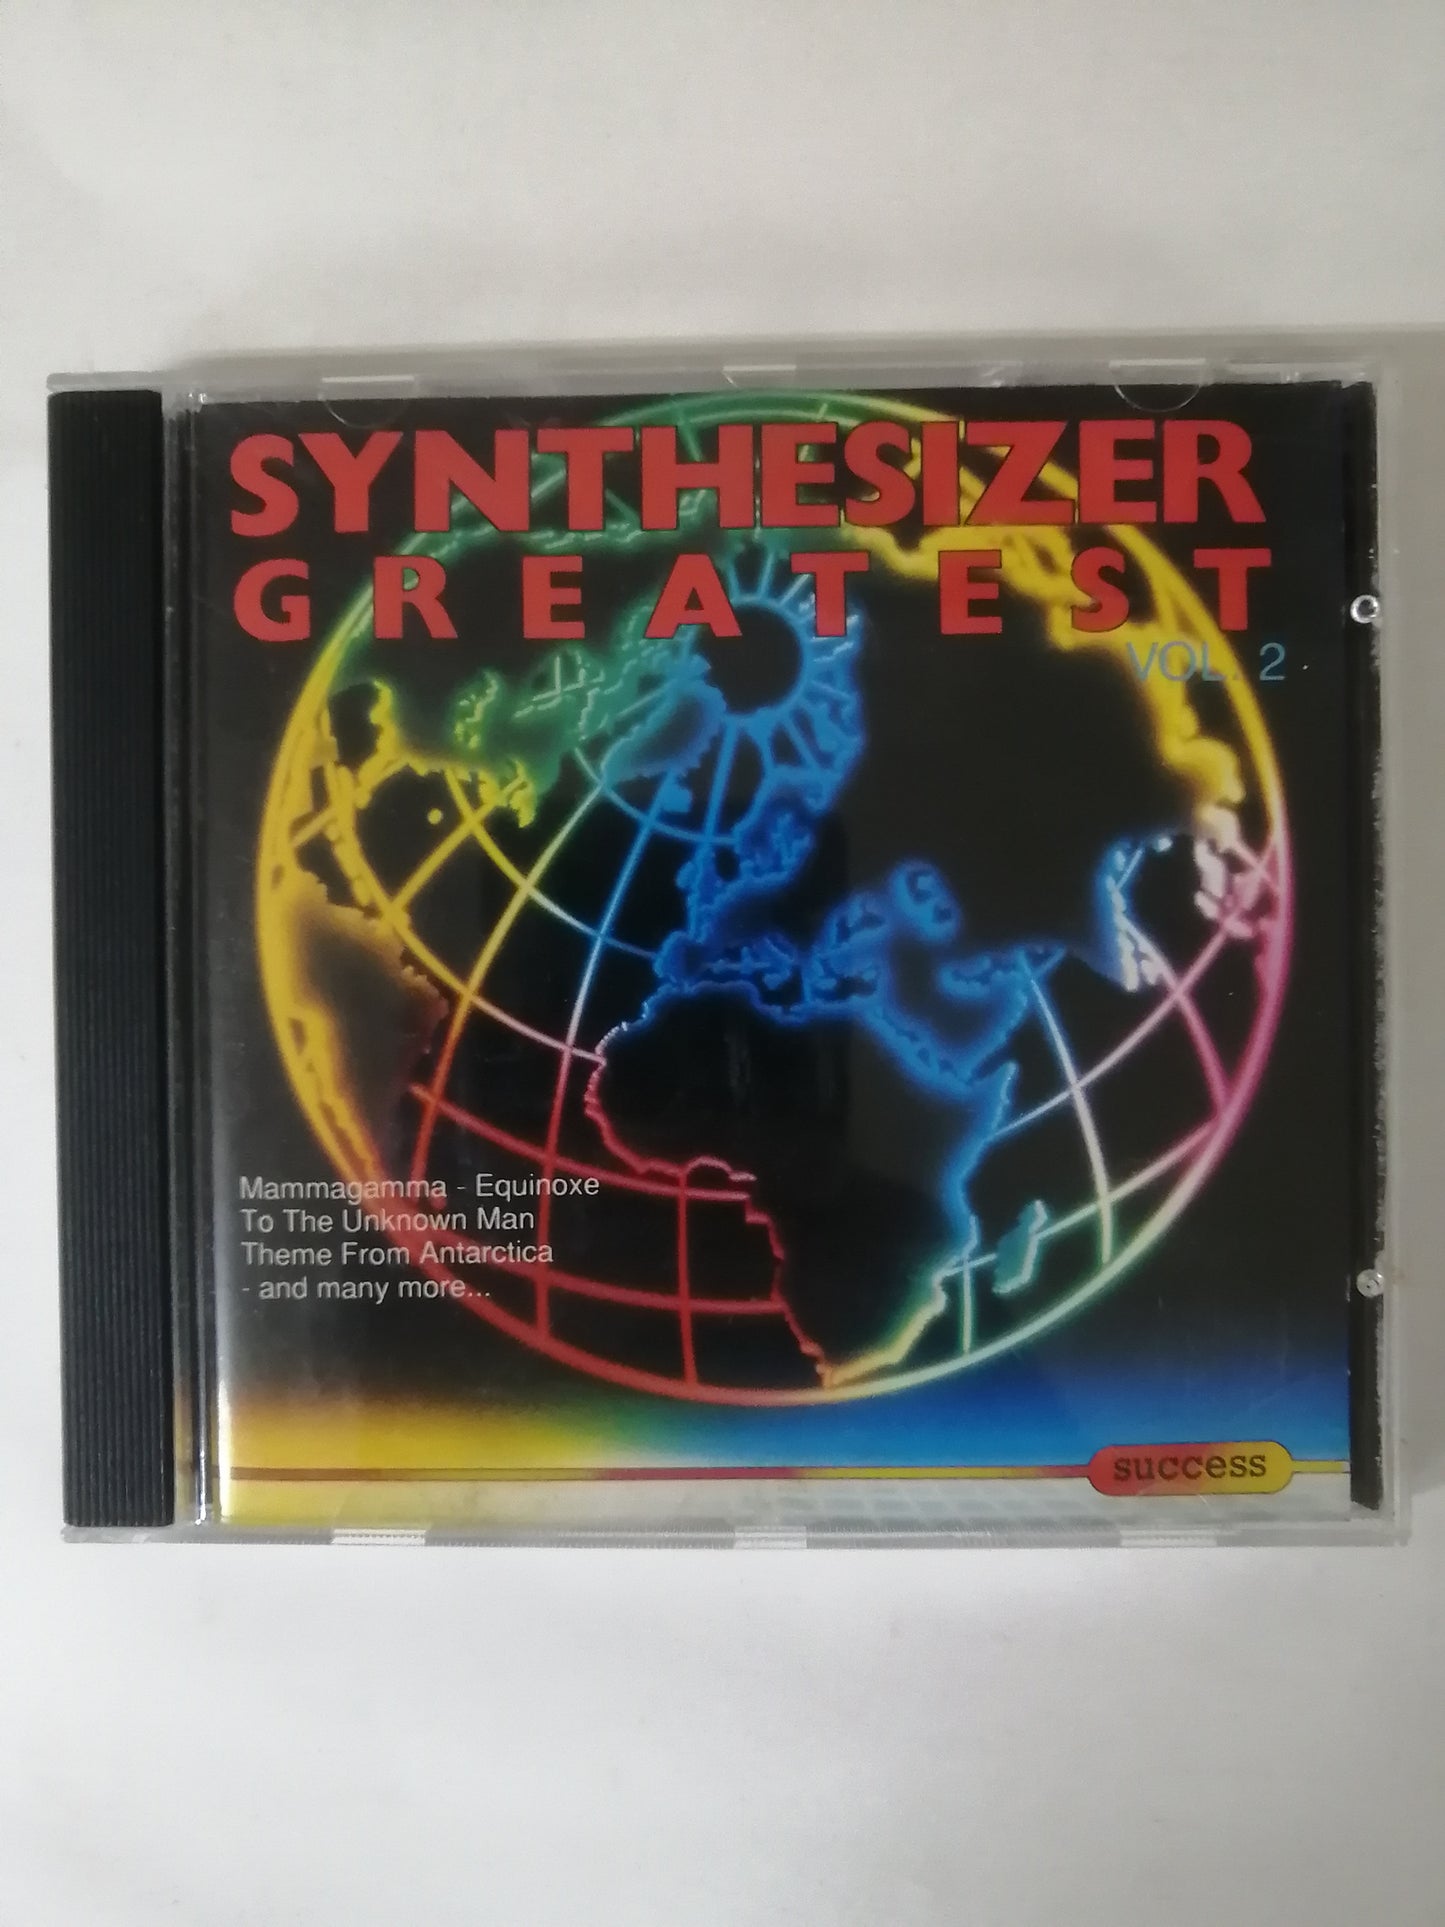 SYNTHESIZER
GREATEST
VOL. 2
Mammagamma - Equinoxe
To The Unknown Man
Theme From Antarctica
- and many more...
success